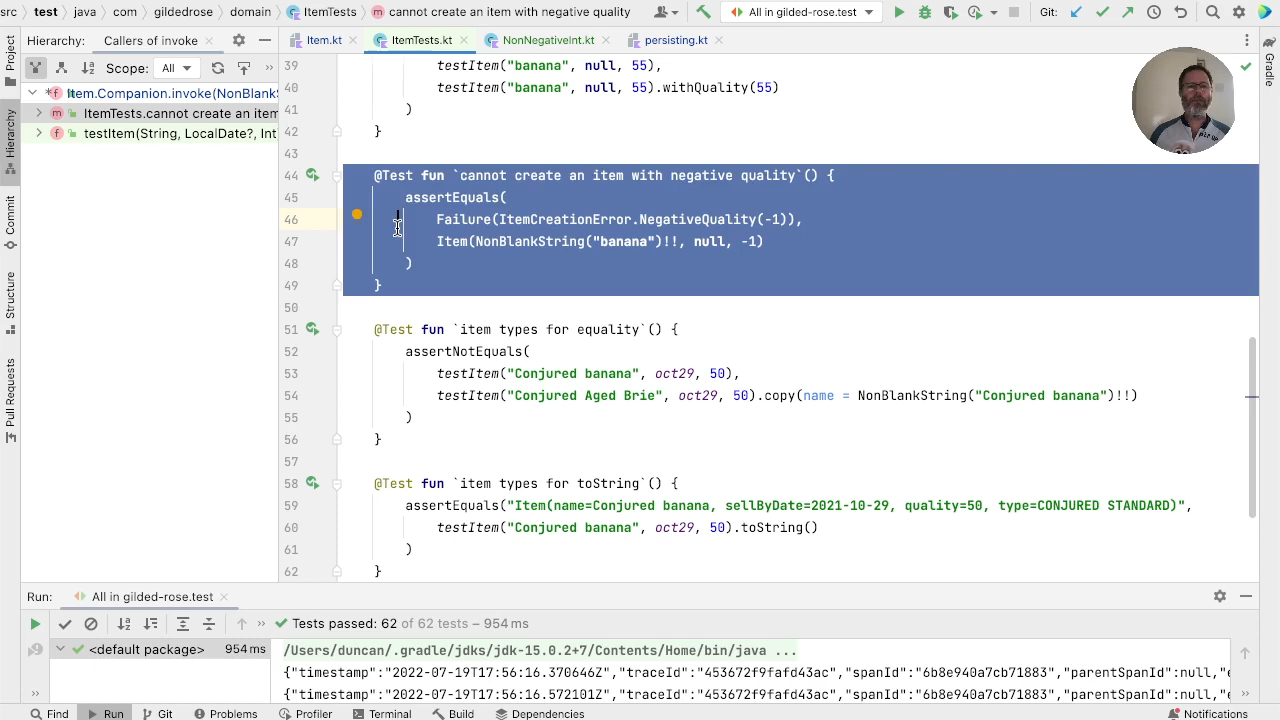 src test java com gildedrose domain ItemTests cannot create an item with negative quality All in gilded-rose.test Git:
Hierarchy: Callers of invoke Item.kt ItemTests.kt NonNegativeInt.kt persisting.kt
Scope: All
Item.Companion.invoke(NonBlankS
ItemTests.cannot create an item
testItem(String, LocalDate?, Int
Project
Hierarchy
Commit
Structure
Pull Requests
Gradle
39 testItem("banana", null, 55),
40 testItem("banana", null, 55).withQuality(55)
41 )
42 }
43
44 @Test fun `cannot create an item with negative quality`() {
45 assertEquals(
46 Failure(ItemCreationError.NegativeQuality(-1)),
47 Item(NonBlankString("banana")!!, null, -1)
48 )
49 }
50
51 @Test fun `item types for equality`() {
52 assertNotEquals(
53 testItem("Conjured banana", oct29, 50),
54 testItem("Conjured Aged Brie", oct29, 50).copy(name = NonBlankString("Conjured banana")!!)
55 )
56 }
57
58 @Test fun `item types for toString`() {
59 assertEquals("Item(name=Conjured banana, sellByDate=2021-10-29, quality=50, type=CONJURED STANDARD)",
60 testItem("Conjured banana", oct29, 50).toString()
61 )
62 }
Run: All in gilded-rose.test
Tests passed: 62 of 62 tests – 954 ms
<default package> 954 ms
/Users/duncan/.gradle/jdks/jdk-15.0.2+7/Contents/Home/bin/java ...
{"timestamp":"2022-07-19T17:56:16.370646Z","traceId":"453672f9fafd43ac","spanId":"6b8e940a7cb71883","parentSpanId":null,"e
{"timestamp":"2022-07-19T17:56:16.572101Z","traceId":"453672f9fafd43ac","spanId":"6b8e940a7cb71883","parentSpanId":null,"e
Find Run Git Problems Profiler Terminal Build Dependencies Notifications